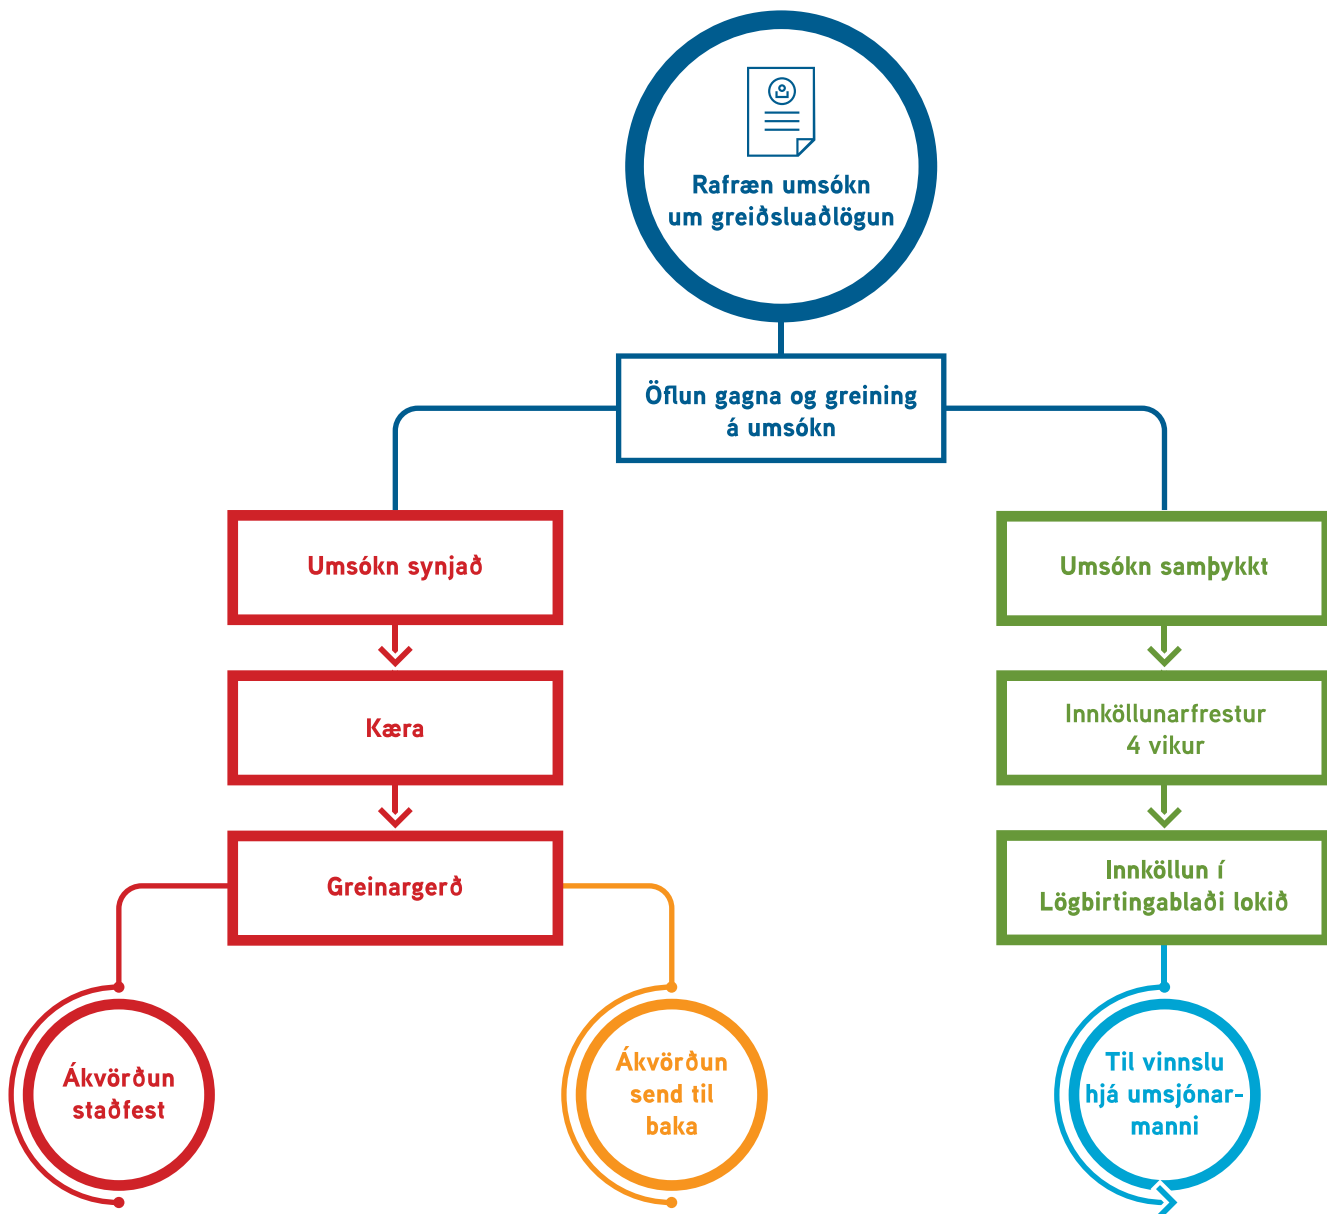 Rafræn umsókn
um greiðsluaðlögun
Öflun gagna og greining
á umsókn
Umsókn synjað
Umsókn samþykkt
Kæra
Innköllunarfrestur
4 vikur
Greinargerð
Innköllun í
Lögbirtingablaði lokið
Ákvörðun
staðfest
Ákvörðun
send til
baka
Til vinnslu
hjá umsjónar-
manni